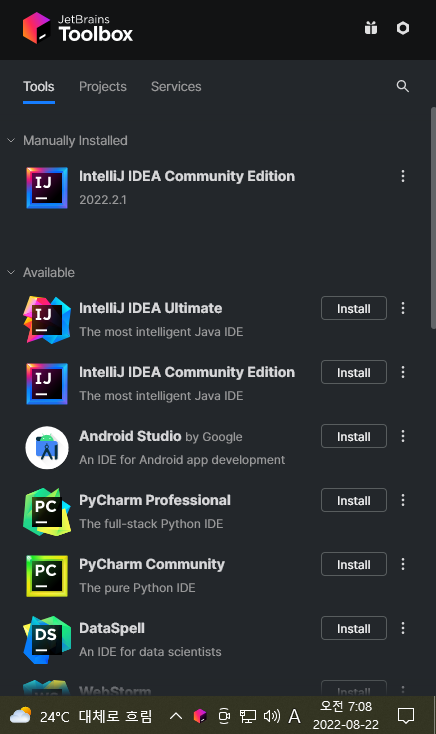 JetBrains
Toolbox
Tools Projects Services
Manually Installed
IJ
IntelliJ IDEA Community Edition
2022.2.1
Available
IJ
IntelliJ IDEA Ultimate
Install
The most intelligent Java IDE
IJ
IntelliJ IDEA Community Edition
Install
The most intelligent Java IDE
Android Studio by Google
Install
An IDE for Android app development
PC
PyCharm Professional
Install
The full-stack Python IDE
PC
PyCharm Community
Install
The pure Python IDE
DS
DataSpell
Install
An IDE for data scientists
WS
WebStorm
Install
24°C 대체로 흐림
A
오전 7:08
2022-08-22